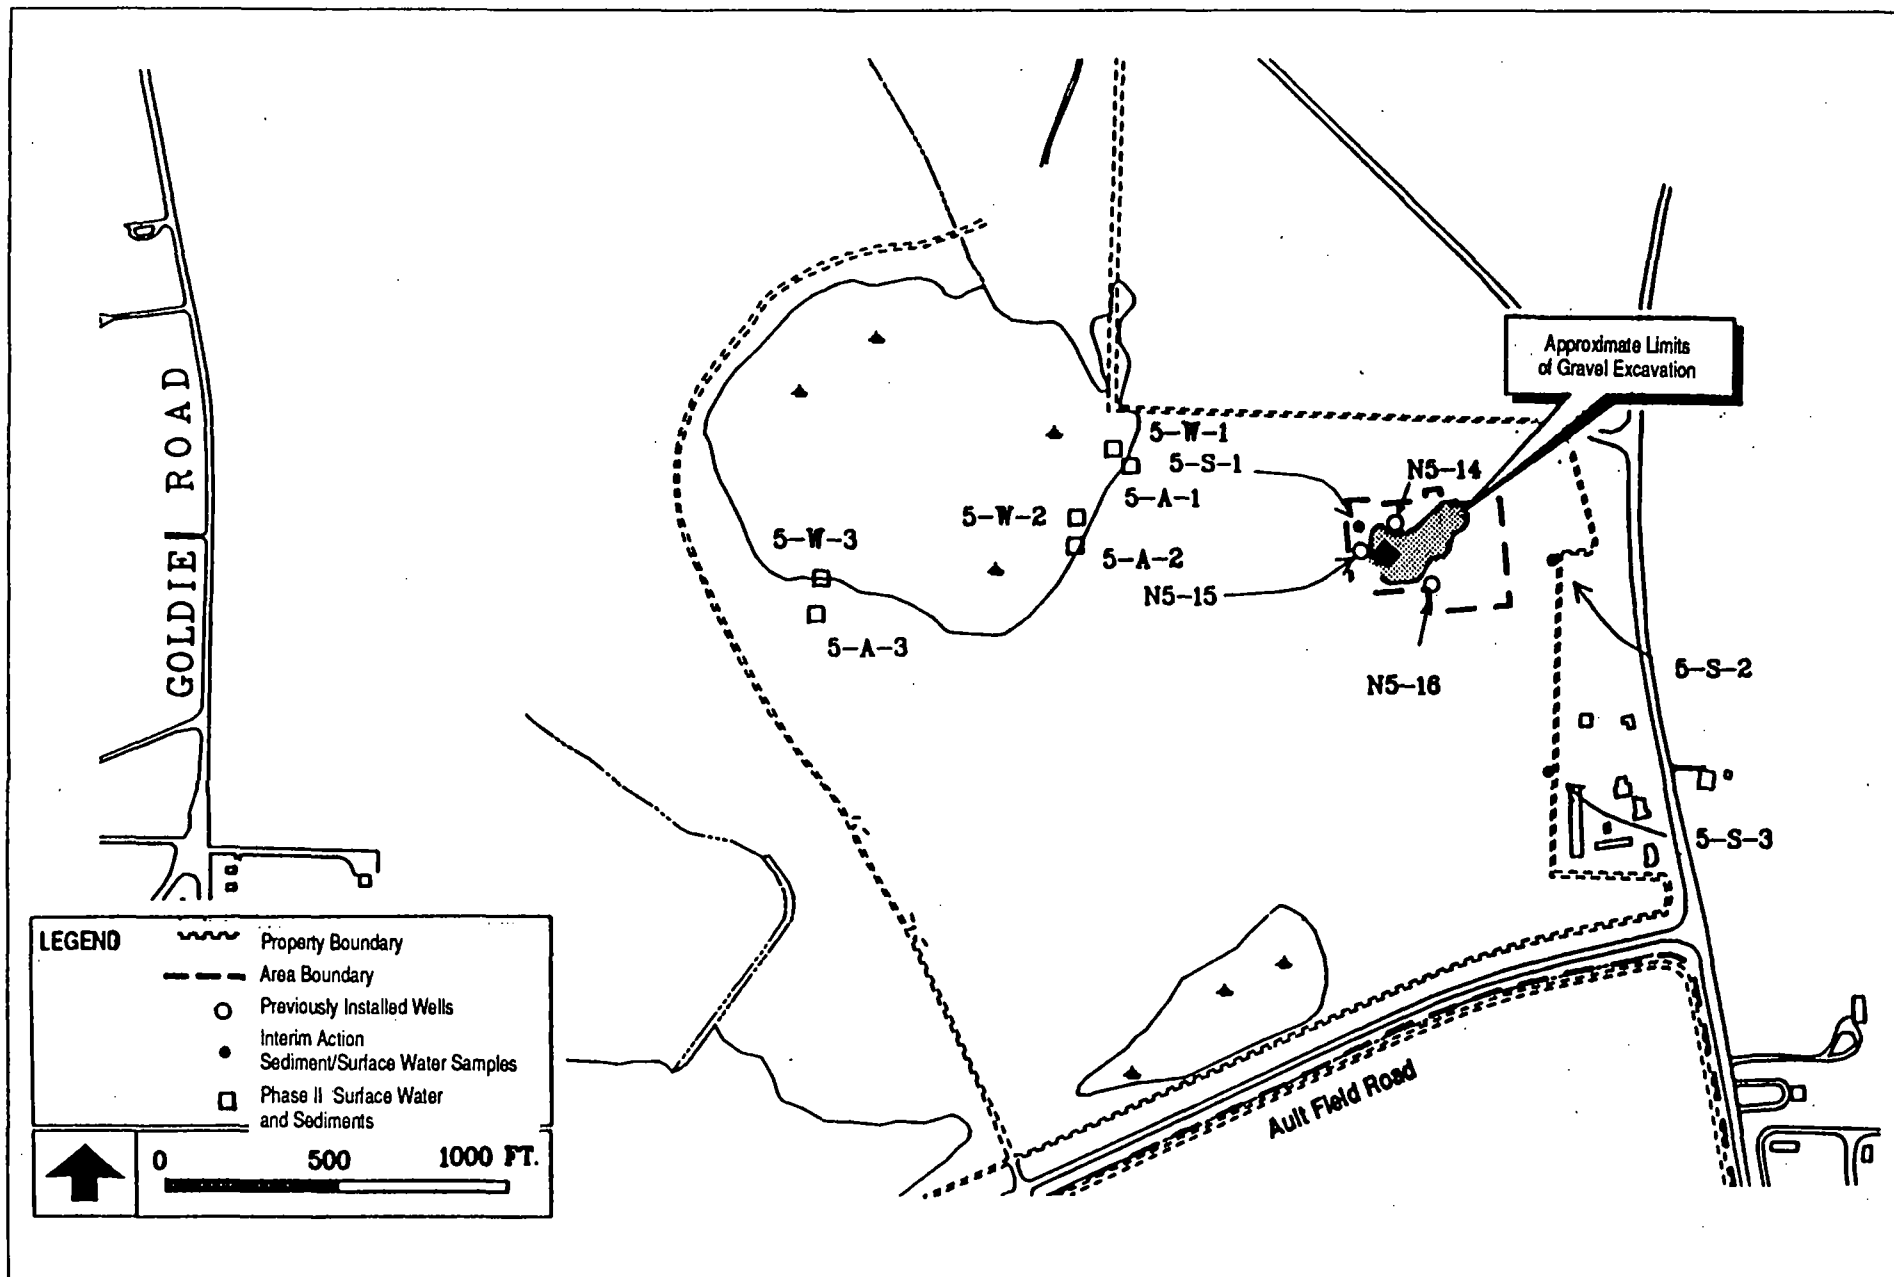 Approximate Limits
of Gravel Excavation
GOLDIE ROAD
5-W-1
5-S-1
N5-14
5-A-1
5-W-2
5-W-3
5-A-2
N5-15
5-A-3
N5-16
5-S-2
5-S-3
Ault Field Road
LEGEND
Property Boundary
Area Boundary
Previously Installed Wells
Interim Action
Sediment/Surface Water Samples
Phase II Surface Water
and Sediments
0 500 1000 FT.